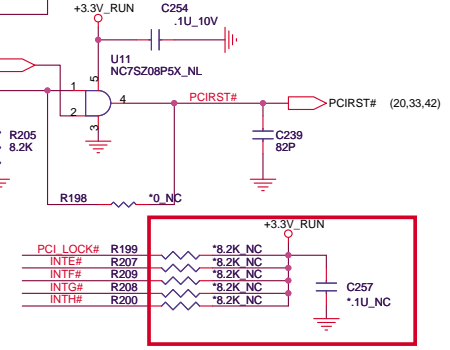 +3.3V_RUN
C254
.1U_10V
U11
NC7SZ08P5X_NL
5
1
2
4
3
PCIRST#
PCIRST# (20,33,42)
R205
8.2K
C239
82P
R198 *0_NC
+3.3V_RUN
PCI_LOCK# R199 *8.2K_NC
INTE# R207 *8.2K_NC
INTF# R209 *8.2K_NC
INTG# R208 *8.2K_NC
INTH# R200 *8.2K_NC
C257
*.1U_NC